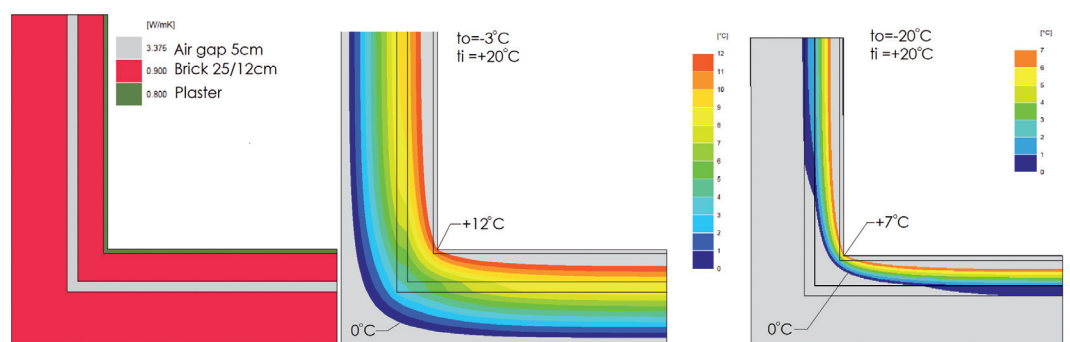 [W/mK]
3.375 Air gap 5cm
0.900 Brick 25/12cm
0.800 Plaster
to=-3°C
ti =+20°C
+12°C
0°C
[°C]
12
11
10
9
8
7
6
5
4
3
2
1
0
to=-20°C
ti =+20°C
+7°C
0°C
[°C]
7
6
5
4
3
2
1
0